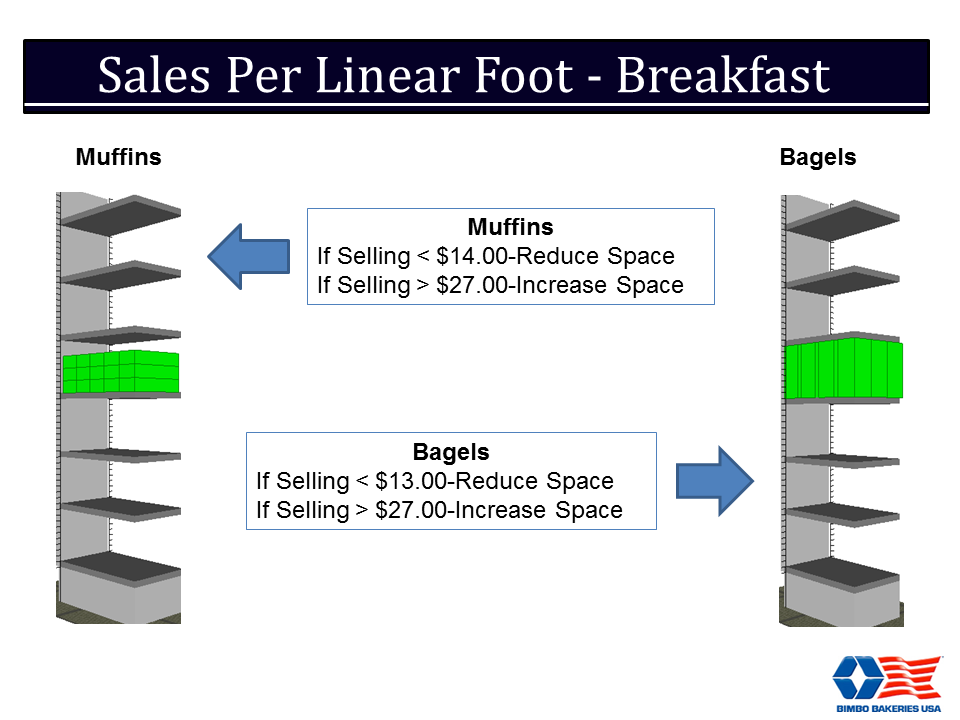 Sales Per Linear Foot - Breakfast
Muffins
Bagels
Muffins
If Selling < $14.00-Reduce Space
If Selling > $27.00-Increase Space
Bagels
If Selling < $13.00-Reduce Space
If Selling > $27.00-Increase Space
BIMBO BAKERIES USA